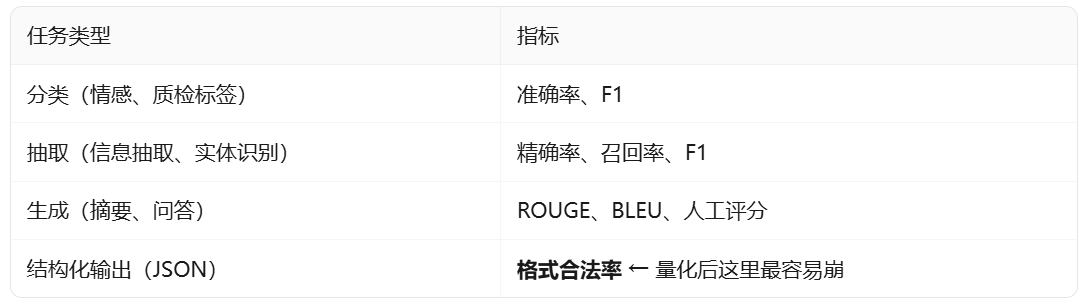 任务类型 指标
分类（情感、质检标签） 准确率、F1
抽取（信息抽取、实体识别） 精确率、召回率、F1
生成（摘要、问答） ROUGE、BLEU、人工评分
结构化输出（JSON） 格式合法率 ← 量化后这里最容易崩